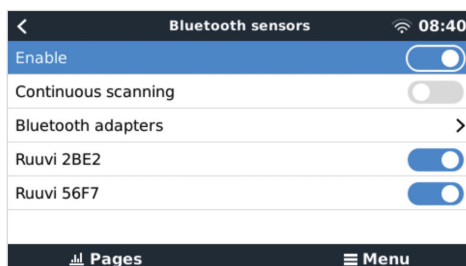 Bluetooth sensors 08:40
Enable
Continuous scanning
Bluetooth adapters
Ruuvi 2BE2
Ruuvi 56F7
Pages Menu